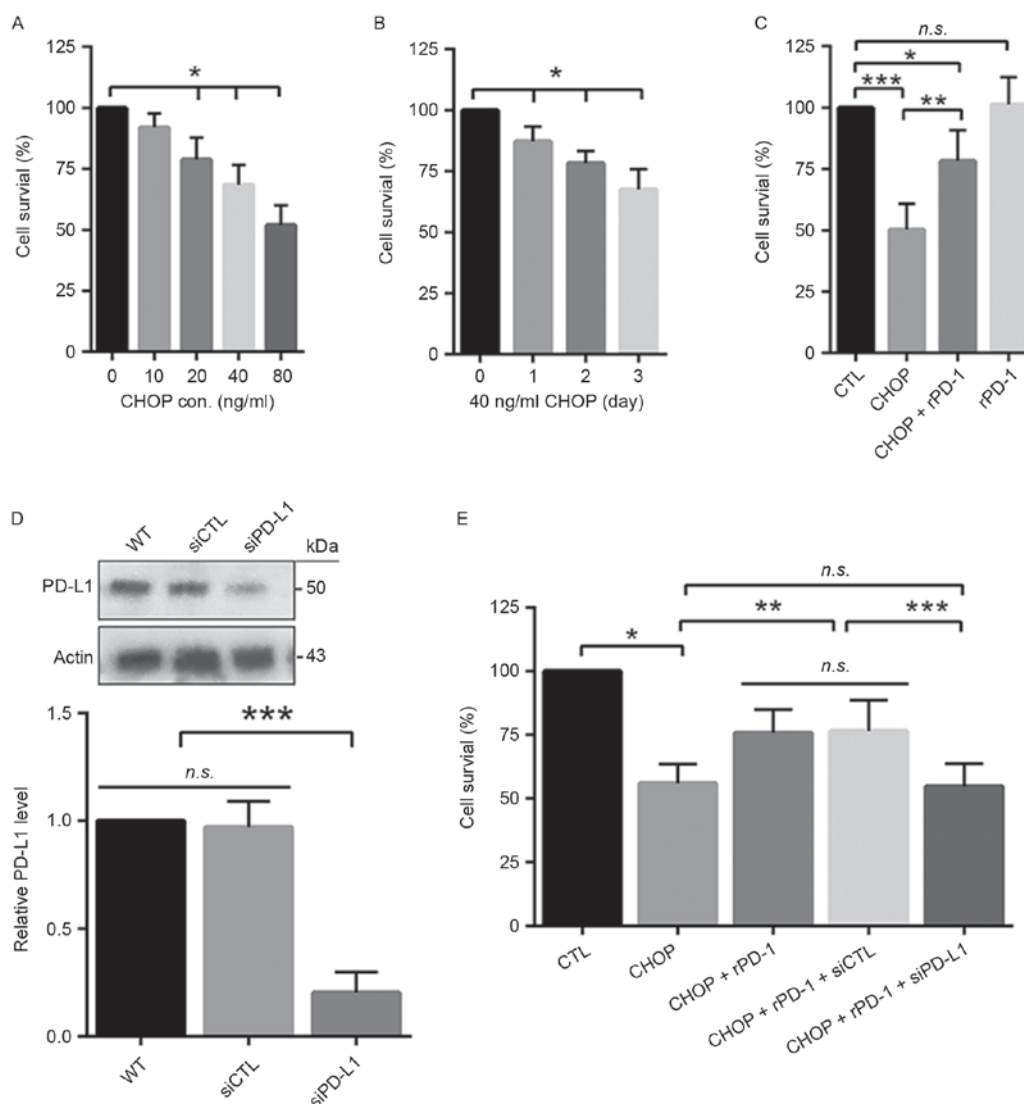 A
*
125
100
75
50
25
0
Cell survial (%)
0 10 20 40 80
CHOP con. (ng/ml)
B
*
125
100
75
50
25
0
Cell survial (%)
0 1 2 3
40 ng/ml CHOP (day)
C
n.s.
*
***
**
125
100
75
50
25
0
Cell survial (%)
CTL
CHOP
CHOP + rPD-1
rPD-1
D
WT siCTL siPD-L1 kDa
PD-L1 50
Actin 43
***
n.s.
1.5
1.0
0.5
0.0
Relative PD-L1 level
WT
siCTL
siPD-L1
E
n.s.
* ** ***
n.s.
125
100
75
50
25
0
Cell survial (%)
CTL
CHOP
CHOP + rPD-1
CHOP + rPD-1 + siCTL
CHOP + rPD-1 + siPD-L1